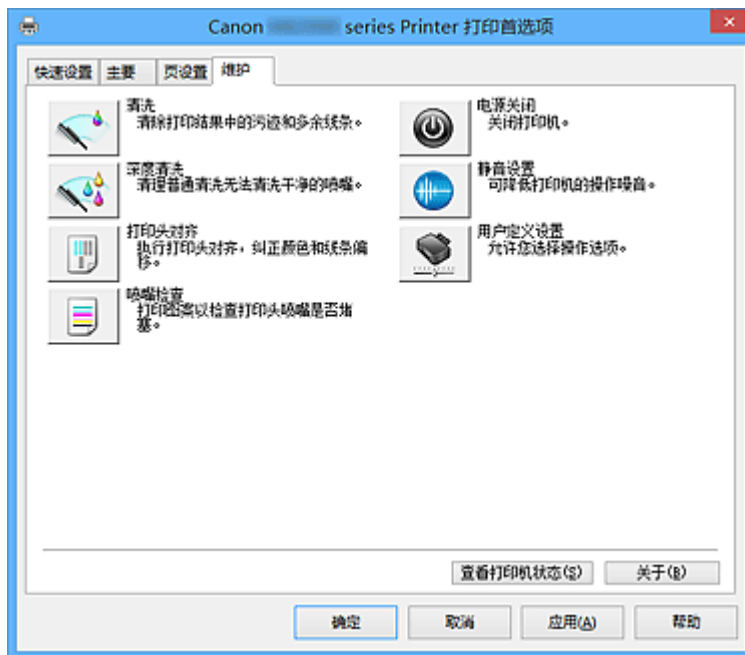 Canon series Printer 打印首选项
快速设置 主要 页设置 维护
清洗
清除打印结果中的污迹和多余线条。
深度清洗
清理普通清洗无法清洗干净的喷嘴。
打印头对齐
执行打印头对齐，纠正颜色和线条偏
移。
喷嘴检查
打印图案以检查打印头喷嘴是否堵
塞。
电源关闭
关闭打印机。
静音设置
可降低打印机的操作噪音。
用户定义设置
允许您选择操作选项。
查看打印机状态(S) 关于(B)
确定 取消 应用(A) 帮助